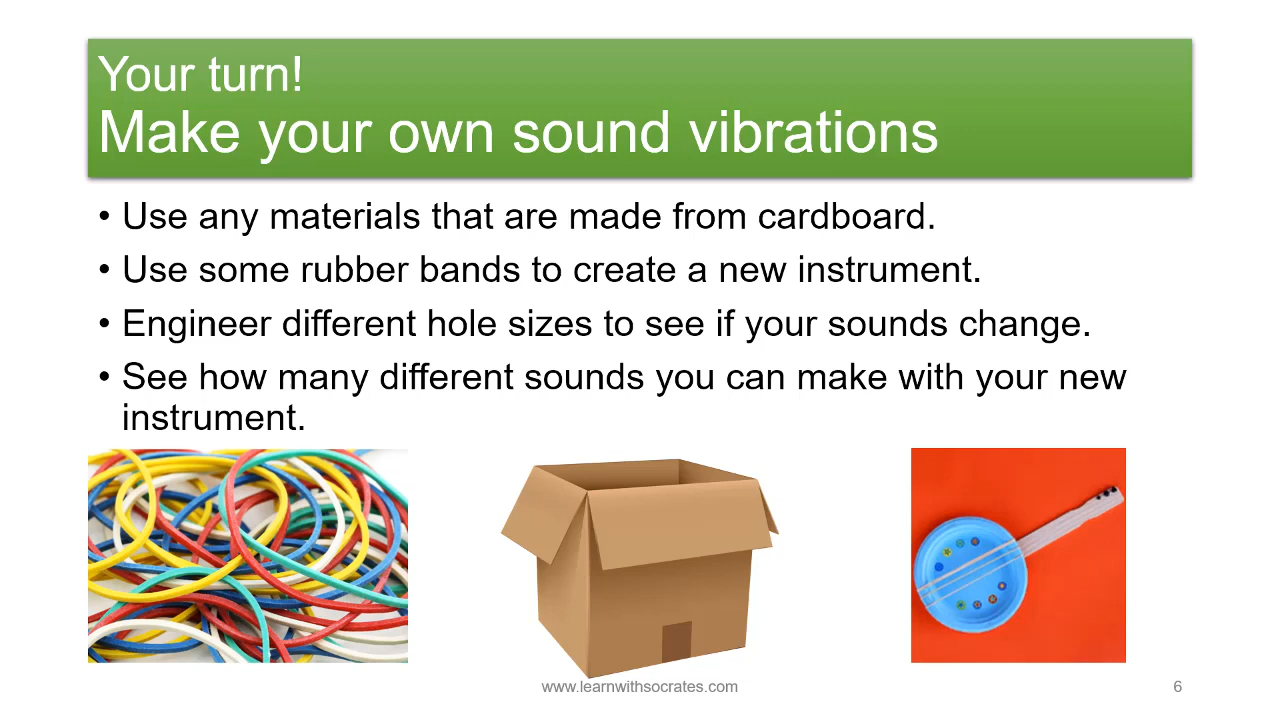 Your turn!
Make your own sound vibrations
• Use any materials that are made from cardboard.
• Use some rubber bands to create a new instrument.
• Engineer different hole sizes to see if your sounds change.
• See how many different sounds you can make with your new
instrument.
www.learnwithsocrates.com
6